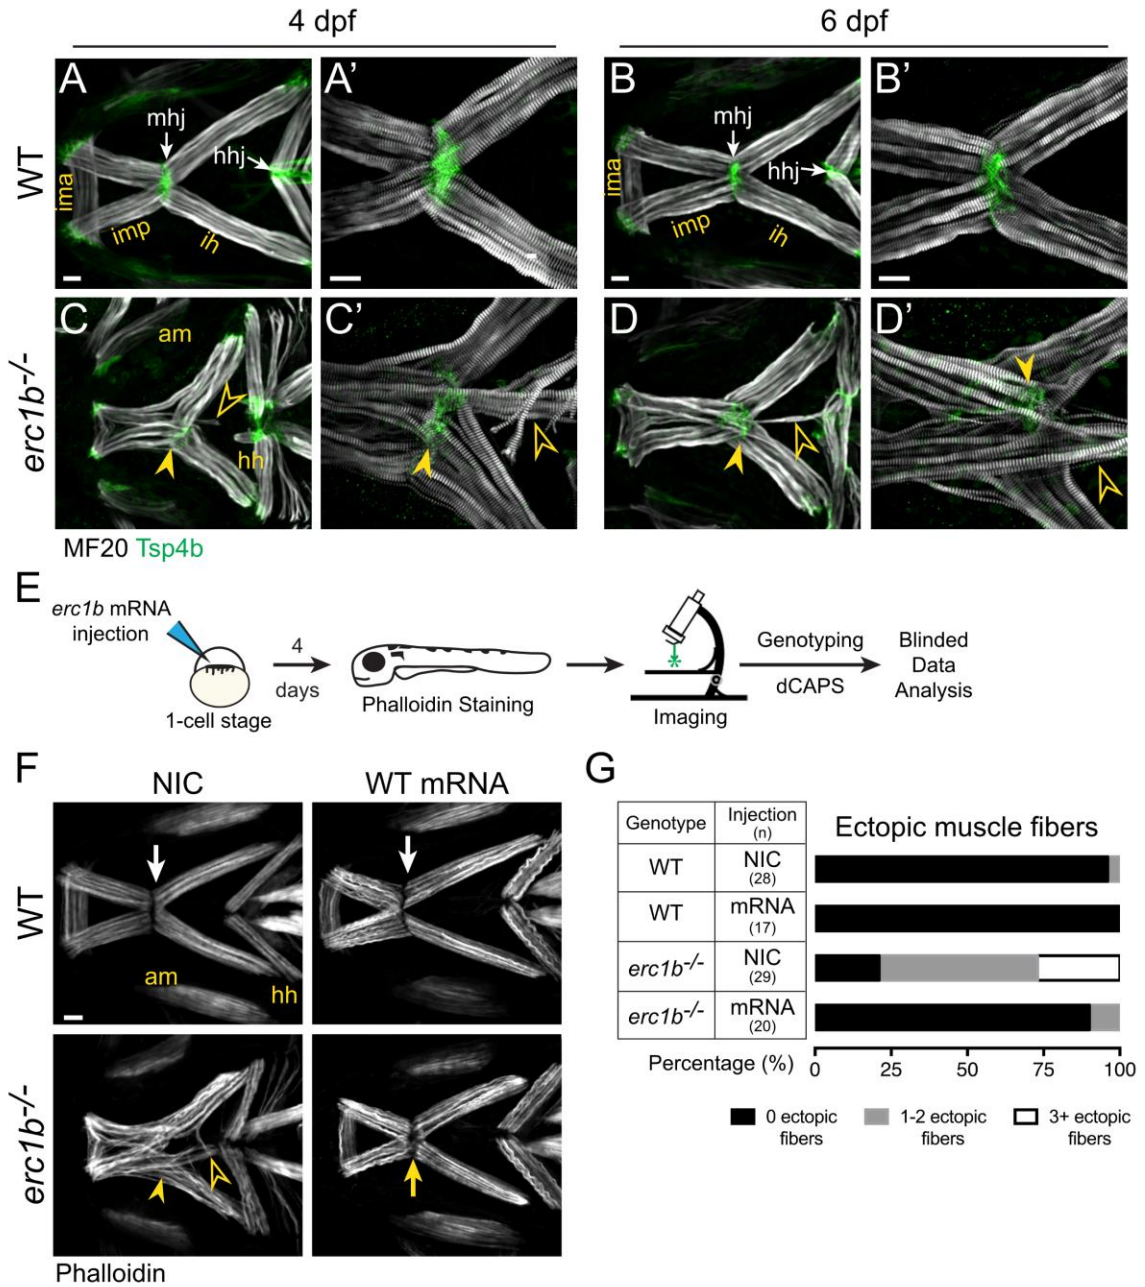 4 dpf
6 dpf
WT
A
mhj
hhj
ima
imp
ih
A'
B
mhj
hhj
ima
imp
ih
B'
erc1b-/-
C
am
hh
C'
D
D'
MF20 Tsp4b
E
erc1b mRNA
injection
1-cell stage
4
days
Phalloidin Staining
*
Imaging
Genotyping
dCAPS
Blinded
Data
Analysis
F
NIC
WT mRNA
WT
am
hh
erc1b-/-
Phalloidin
G
Genotype
Injection
(n)
Ectopic muscle fibers
WT
NIC
(28)
WT
mRNA
(17)
erc1b-/-
NIC
(29)
erc1b-/-
mRNA
(20)
Percentage (%)
0 25 50 75 100
0 ectopic
fibers
1-2 ectopic
fibers
3+ ectopic
fibers